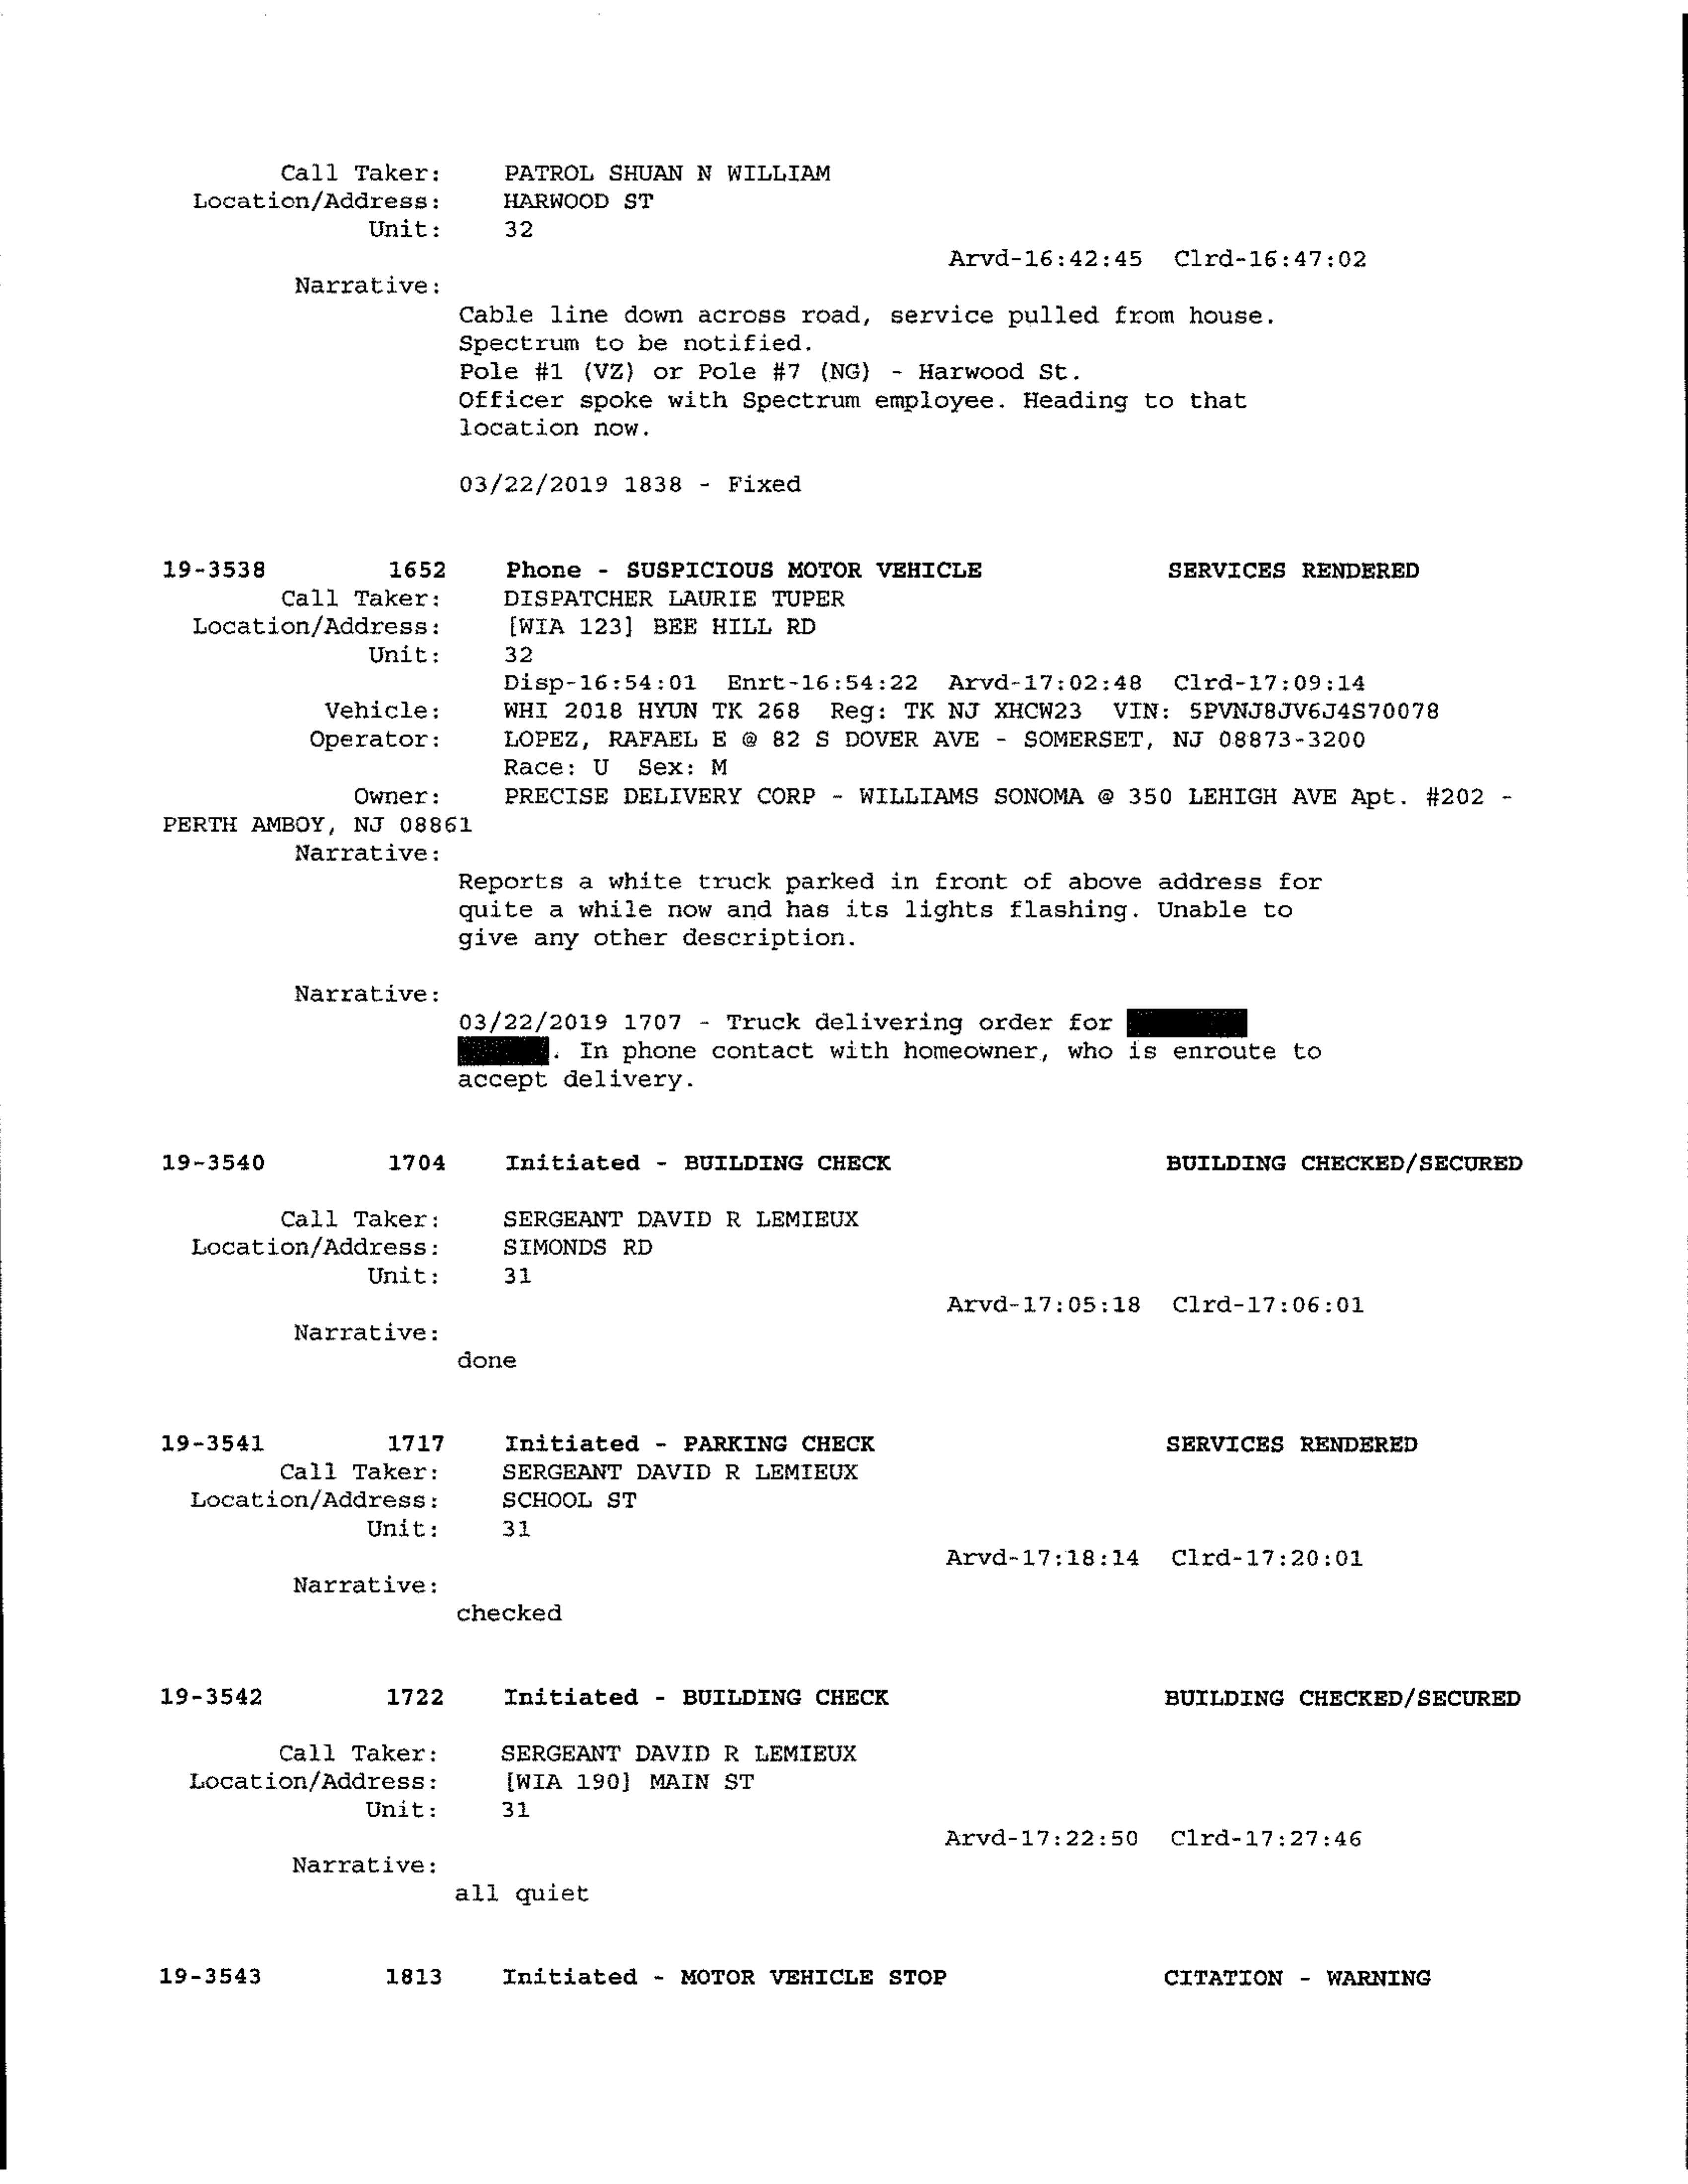 Call Taker: PATROL SHUAN N WILLIAM
Location/Address: HARWOOD ST
Unit: 32
Arvd-16:42:45 Clrd-16:47:02
Narrative:
Cable line down across road, service pulled from house.
Spectrum to be notified.
Pole #1 (VZ) or Pole #7 (NG) - Harwood St.
Officer spoke with Spectrum employee. Heading to that
location now.
03/22/2019 1838 - Fixed
19-3538 1652 Phone - SUSPICIOUS MOTOR VEHICLE SERVICES RENDERED
Call Taker: DISPATCHER LAURIE TUPER
Location/Address: [WIA 123] BEE HILL RD
Unit: 32
Disp-16:54:01 Enrt-16:54:22 Arvd-17:02:48 Clrd-17:09:14
Vehicle: WHI 2018 HYUN TK 268 Reg: TK NJ XHCW23 VIN: 5PVNJ8JV6J4S70078
Operator: LOPEZ, RAFAEL E @ 82 S DOVER AVE - SOMERSET, NJ 08873-3200
Race: U Sex: M
Owner: PRECISE DELIVERY CORP - WILLIAMS SONOMA @ 350 LEHIGH AVE Apt. #202 -
PERTH AMBOY, NJ 08861
Narrative:
Reports a white truck parked in front of above address for
quite a while now and has its lights flashing. Unable to
give any other description.
Narrative:
03/22/2019 1707 - Truck delivering order for
. In phone contact with homeowner, who is enroute to
accept delivery.
19-3540 1704 Initiated - BUILDING CHECK BUILDING CHECKED/SECURED
Call Taker: SERGEANT DAVID R LEMIEUX
Location/Address: SIMONDS RD
Unit: 31
Arvd-17:05:18 Clrd-17:06:01
Narrative:
done
19-3541 1717 Initiated - PARKING CHECK SERVICES RENDERED
Call Taker: SERGEANT DAVID R LEMIEUX
Location/Address: SCHOOL ST
Unit: 31
Arvd-17:18:14 Clrd-17:20:01
Narrative:
checked
19-3542 1722 Initiated - BUILDING CHECK BUILDING CHECKED/SECURED
Call Taker: SERGEANT DAVID R LEMIEUX
Location/Address: [WIA 190] MAIN ST
Unit: 31
Arvd-17:22:50 Clrd-17:27:46
Narrative:
all quiet
19-3543 1813 Initiated - MOTOR VEHICLE STOP CITATION - WARNING